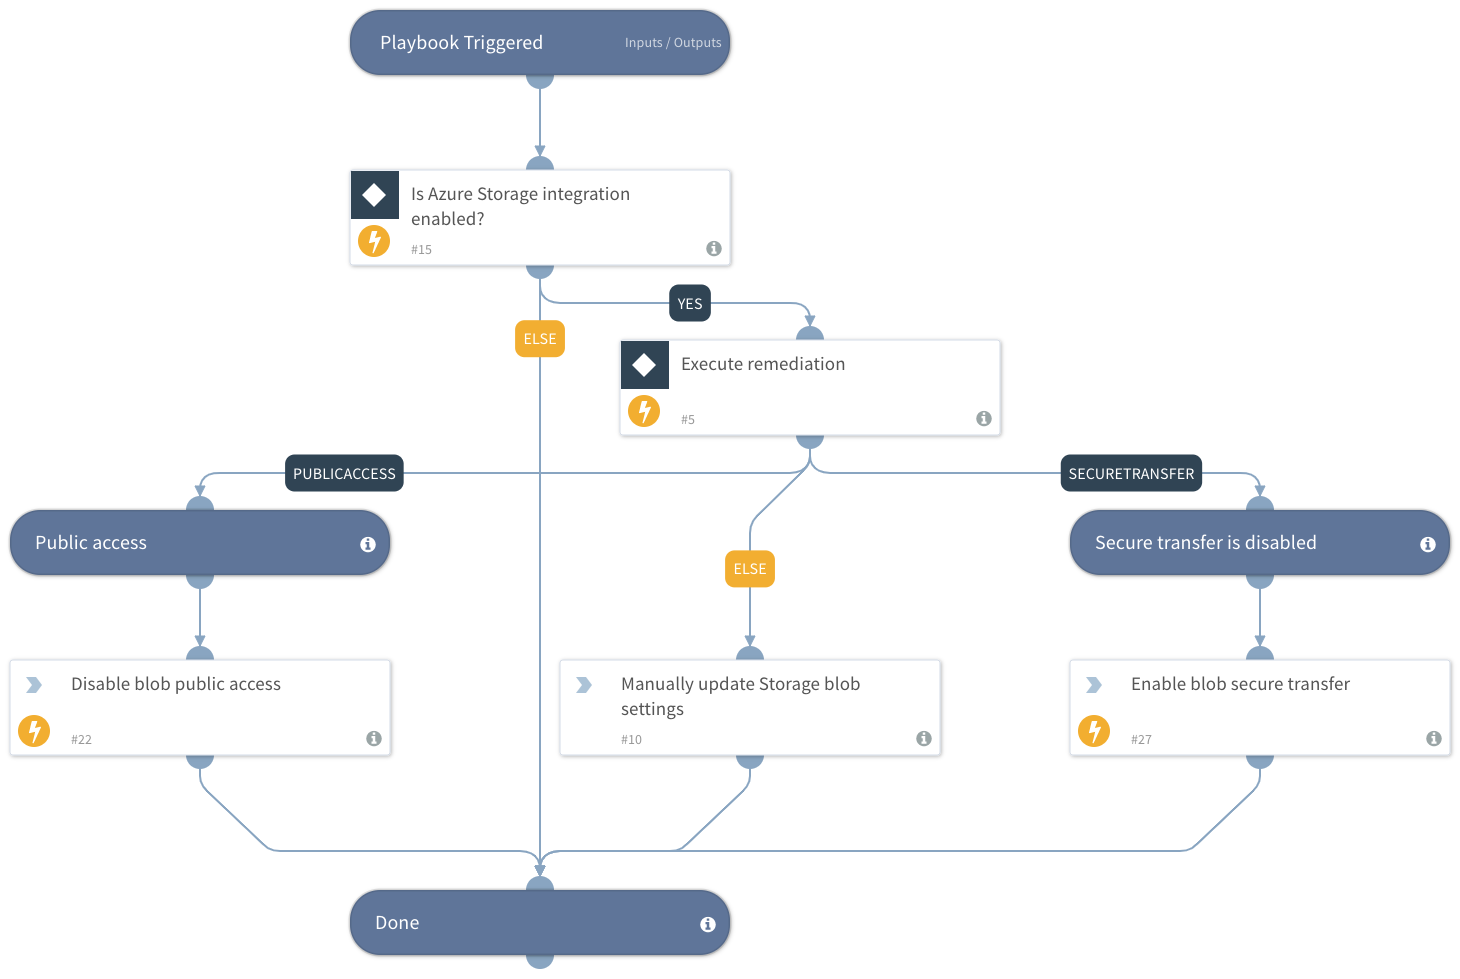 Playbook Triggered
Inputs / Outputs
Is Azure Storage integration
enabled?
#15
YES
ELSE
Execute remediation
#5
PUBLICACCESS
SECURETRANSFER
Public access
ELSE
Secure transfer is disabled
Disable blob public access
#22
Manually update Storage blob
settings
#10
Enable blob secure transfer
#27
Done